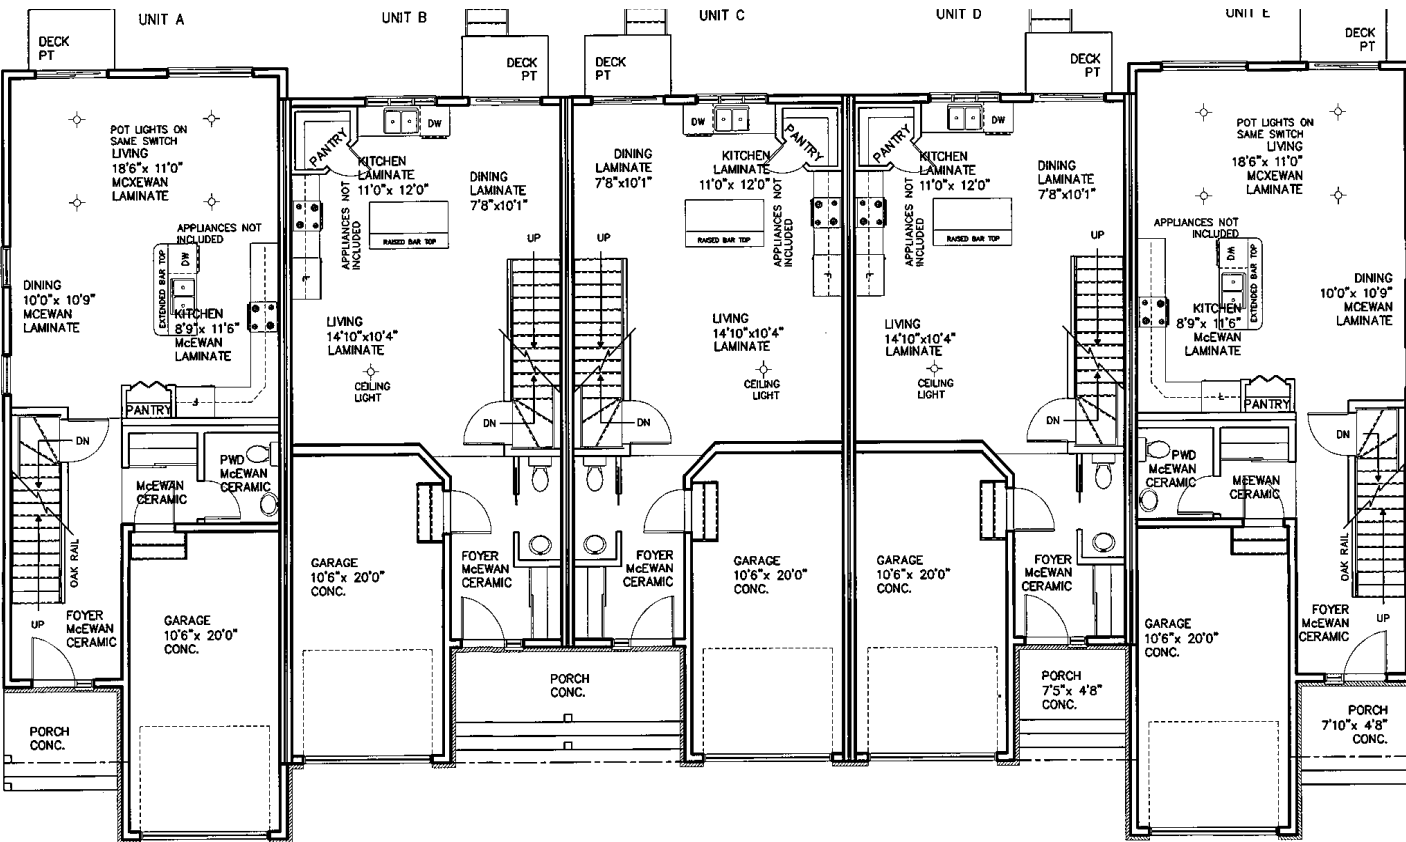 UNIT A
UNIT B
UNIT C
UNIT D
UNIT E
DECK
PT
DECK
PT
DECK
PT
DECK
PT
DECK
PT
POT LIGHTS ON
SAME SWITCH
LIVING
18'6"x 11'0"
MCXEWAN
LAMINATE
APPLIANCES NOT
INCLUDED
DW
EXTENDED BAR TOP
DINING
10'0"x 10'9"
MCEWAN
LAMINATE
KITCHEN
8'9"x 11'6"
McEWAN
LAMINATE
PANTRY
DN
PWD
McEWAN
CERAMIC
McEWAN
CERAMIC
OAK RAIL
UP
FOYER
McEWAN
CERAMIC
GARAGE
10'6"x 20'0"
CONC.
PORCH
CONC.
PANTRY
DW
KITCHEN
LAMINATE
11'0"x 12'0"
DINING
LAMINATE
7'8"x10'1"
APPLIANCES NOT
INCLUDED
RAISED BAR TOP
UP
LIVING
14'10"x10'4"
LAMINATE
CEILING
LIGHT
DN
GARAGE
10'6"x 20'0"
CONC.
FOYER
McEWAN
CERAMIC
PORCH
CONC.
DW
PANTRY
DINING
LAMINATE
7'8"x10'1"
KITCHEN
LAMINATE
11'0"x 12'0"
APPLIANCES NOT
INCLUDED
RAISED BAR TOP
UP
LIVING
14'10"x10'4"
LAMINATE
CEILING
LIGHT
DN
FOYER
McEWAN
CERAMIC
GARAGE
10'6"x 20'0"
CONC.
PANTRY
DW
KITCHEN
LAMINATE
11'0"x 12'0"
DINING
LAMINATE
7'8"x10'1"
APPLIANCES NOT
INCLUDED
RAISED BAR TOP
UP
LIVING
14'10"x10'4"
LAMINATE
CEILING
LIGHT
DN
GARAGE
10'6"x 20'0"
CONC.
FOYER
McEWAN
CERAMIC
PORCH
7'5"x 4'8"
CONC.
POT LIGHTS ON
SAME SWITCH
LIVING
18'6"x 11'0"
MCXEWAN
LAMINATE
APPLIANCES NOT
INCLUDED
DW
EXTENDED BAR TOP
DINING
10'0"x 10'9"
MCEWAN
LAMINATE
KITCHEN
8'9"x 11'6"
McEWAN
LAMINATE
PANTRY
DN
PWD
McEWAN
CERAMIC
McEWAN
CERAMIC
OAK RAIL
FOYER
McEWAN
CERAMIC
UP
GARAGE
10'6"x 20'0"
CONC.
PORCH
7'10"x 4'8"
CONC.